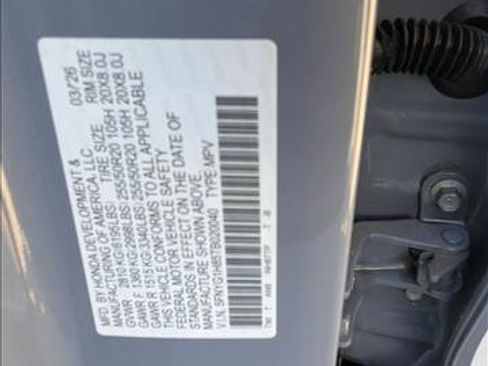 MFD. BY HONDA DEVELOPMENT & 03/26
MANUFACTURING OF AMERICA, LLC
GVWR 2810 KG(6195LBS) TIRE SIZE RIM SIZE
GAWR F 1360 KG(2998LBS) 255/50R20 105H 20X8.0J
GAWR R 1515 KG(3340LBS) 255/50R20 105H 20X8.0J
THIS VEHICLE CONFORMS TO ALL APPLICABLE
FEDERAL MOTOR VEHICLE SAFETY
STANDARDS IN EFFECT ON THE DATE OF
MANUFACTURE SHOWN ABOVE.
V.I.N. TYPE: MPV